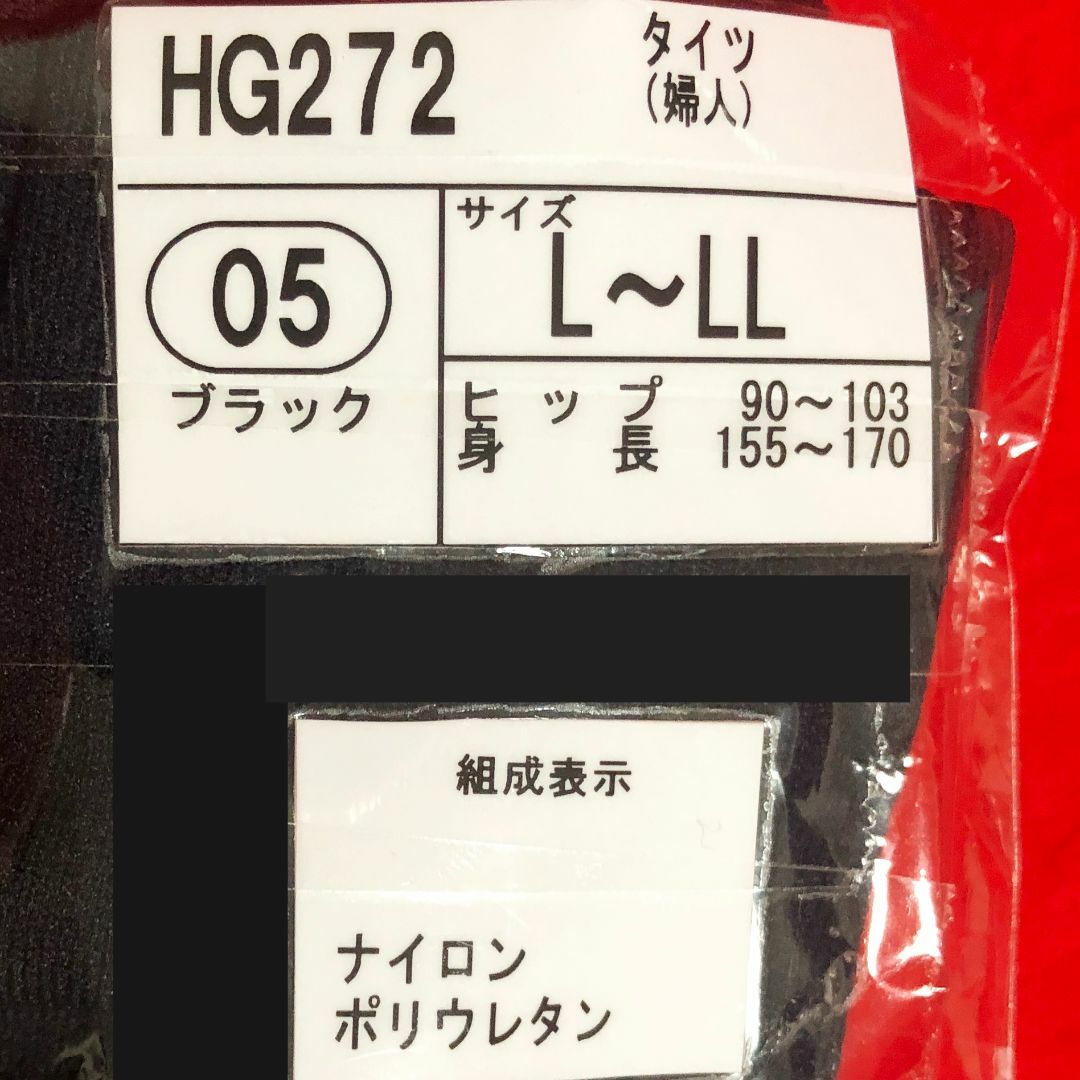 HG272
タイツ
(婦人)
05
ブラック
サイズ
L～LL
ヒップ 90～103
身長 155～170
組成表示
ナイロン
ポリウレタン